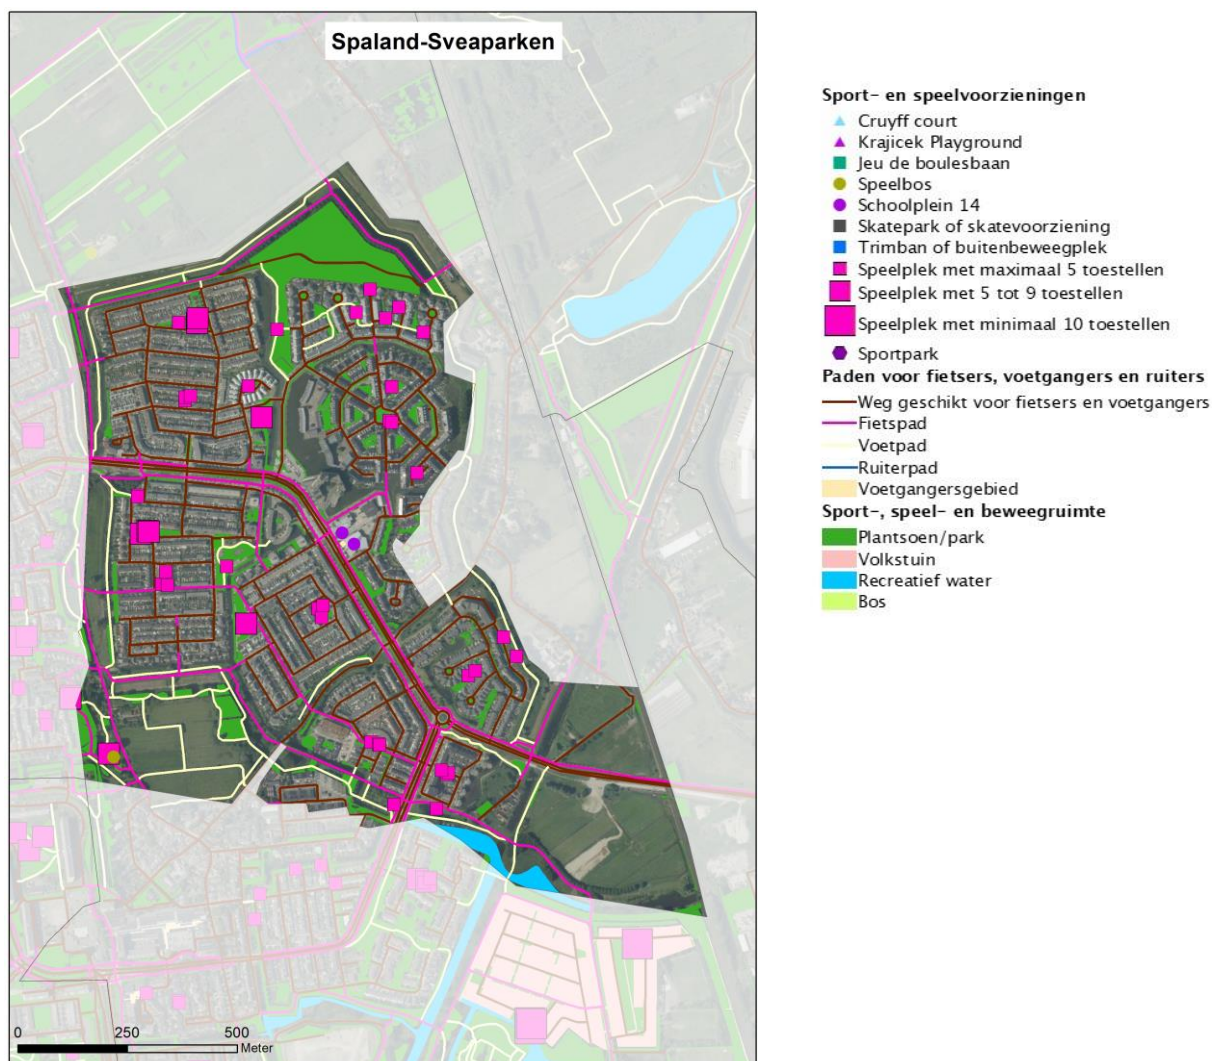 Spaland-Sveaparken
Sport- en speelvoorzieningen
Cruyff court
Krajicek Playground
Jeu de boulesbaan
Speelbos
Schoolplein 14
Skatepark of skatevoorziening
Trimban of buitenbeweegplek
Speelplek met maximaal 5 toestellen
Speelplek met 5 tot 9 toestellen
Speelplek met minimaal 10 toestellen
Sportpark
Paden voor fietsers, voetgangers en ruiters
Weg geschikt voor fietsers en voetgangers
Fietspad
Voetpad
Ruiterpad
Voetgangersgebied
Sport-, speel- en beweegruimte
Plantsoen/park
Volkstuin
Recreatief water
Bos
0 250 500
Meter